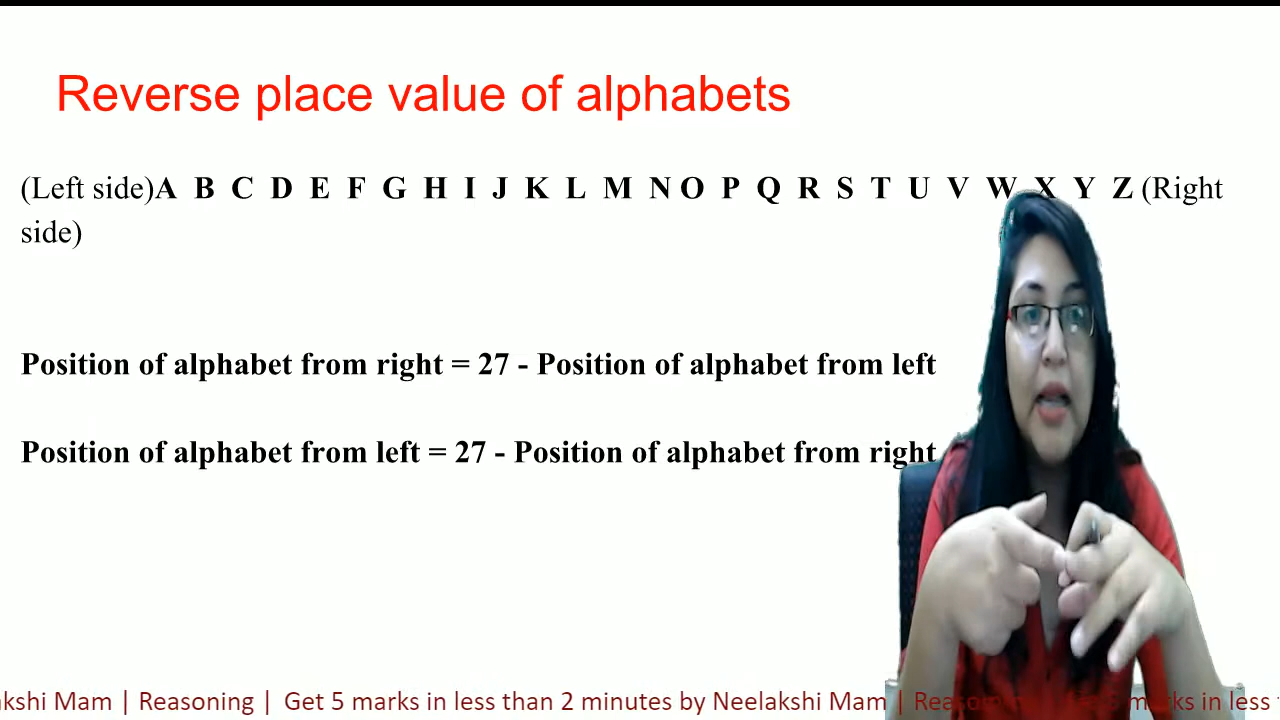 Reverse place value of alphabets
(Left side)A B C D E F G H I J K L M N O P Q R S T U V W X Y Z (Right
side)
Position of alphabet from right = 27 - Position of alphabet from left
Position of alphabet from left = 27 - Position of alphabet from right
Mam | Reasoning | Get 5 marks in less than 2 minutes by Neelakshi Mam | in less